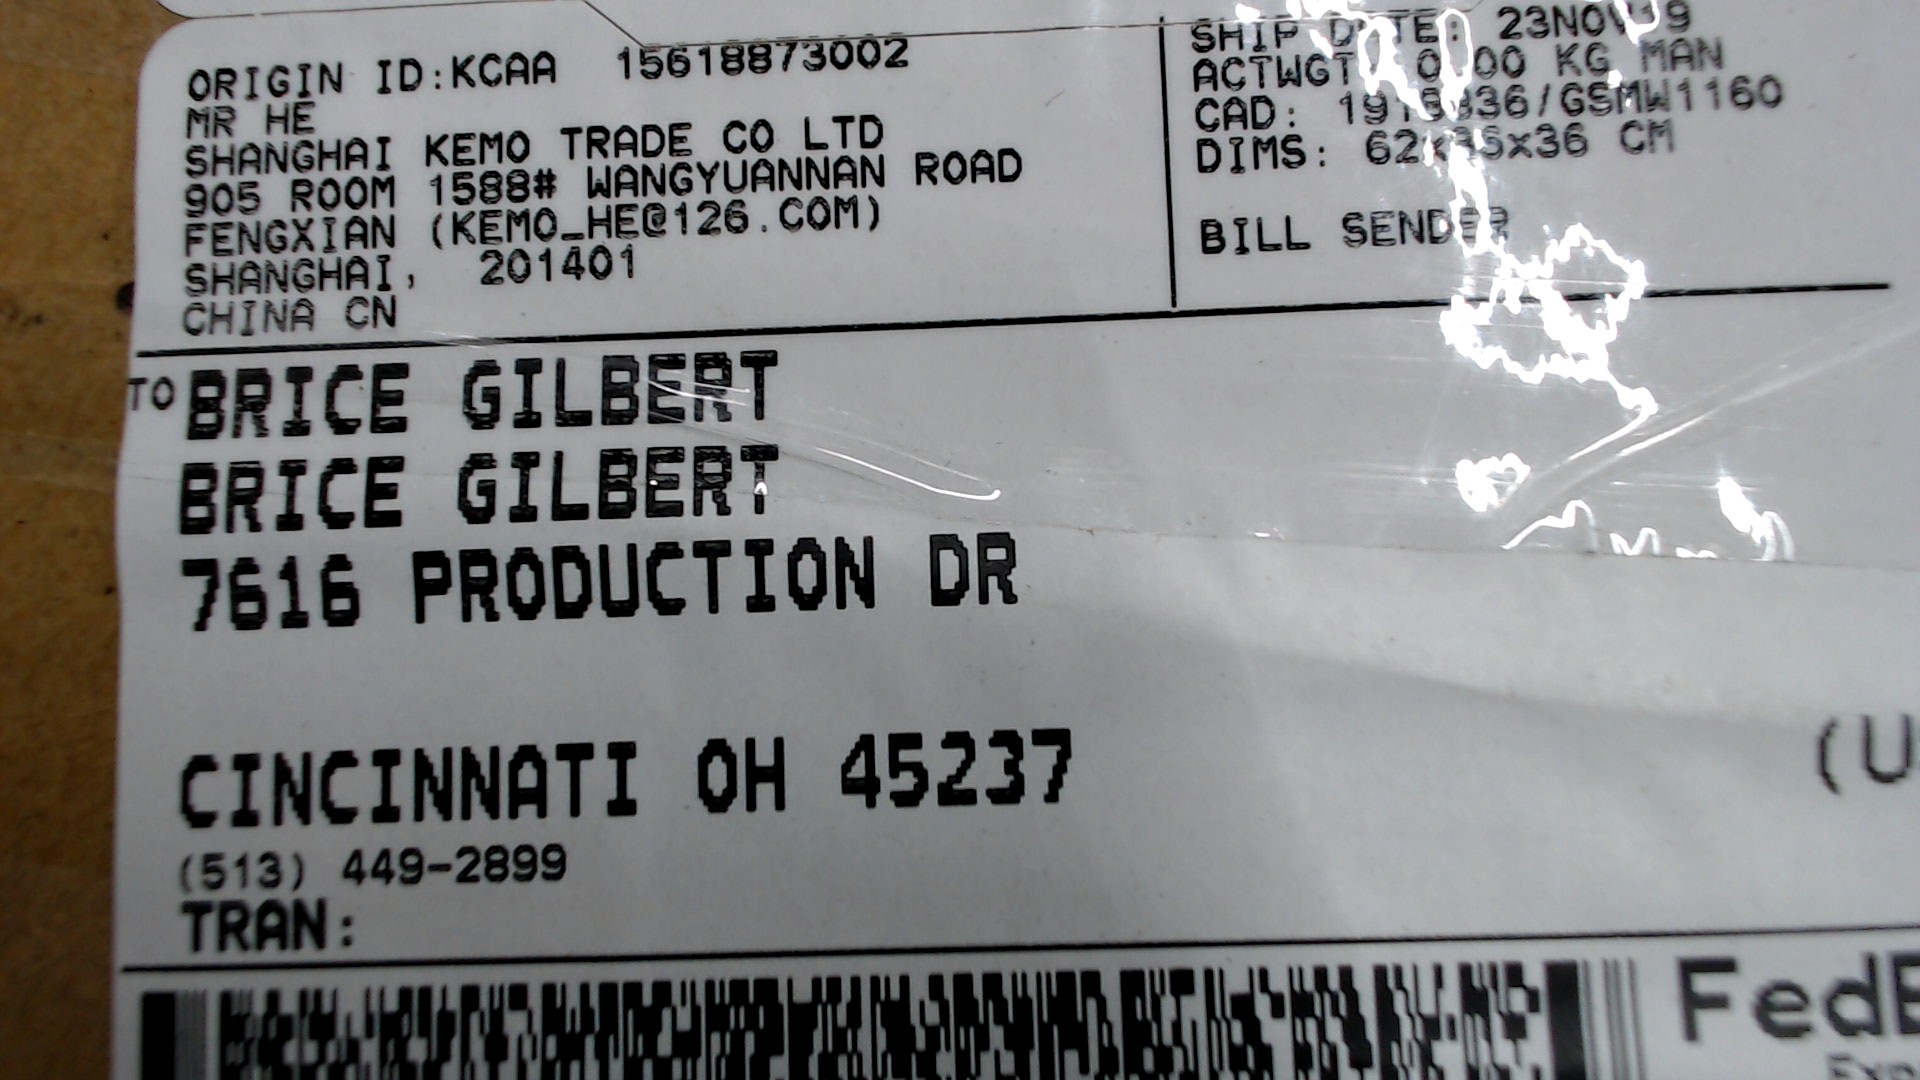 ORIGIN ID:KCAA 15618873002
MR HE
SHANGHAI KEMO TRADE CO LTD
905 ROOM 1588# WANGYUANNAN ROAD
FENGXIAN (KEMO_HE@126.COM)
SHANGHAI, 201401
CHINA CN
SHIP DATE: 23NOV19
ACTWGT: KG MAN
CAD:
DIMS: CM
BILL SENDER
TO BRICE GILBERT
BRICE GILBERT
7616 PRODUCTION DR
CINCINNATI OH 45237
(U
(513) 449-2899
TRAN:
FedE
Exp